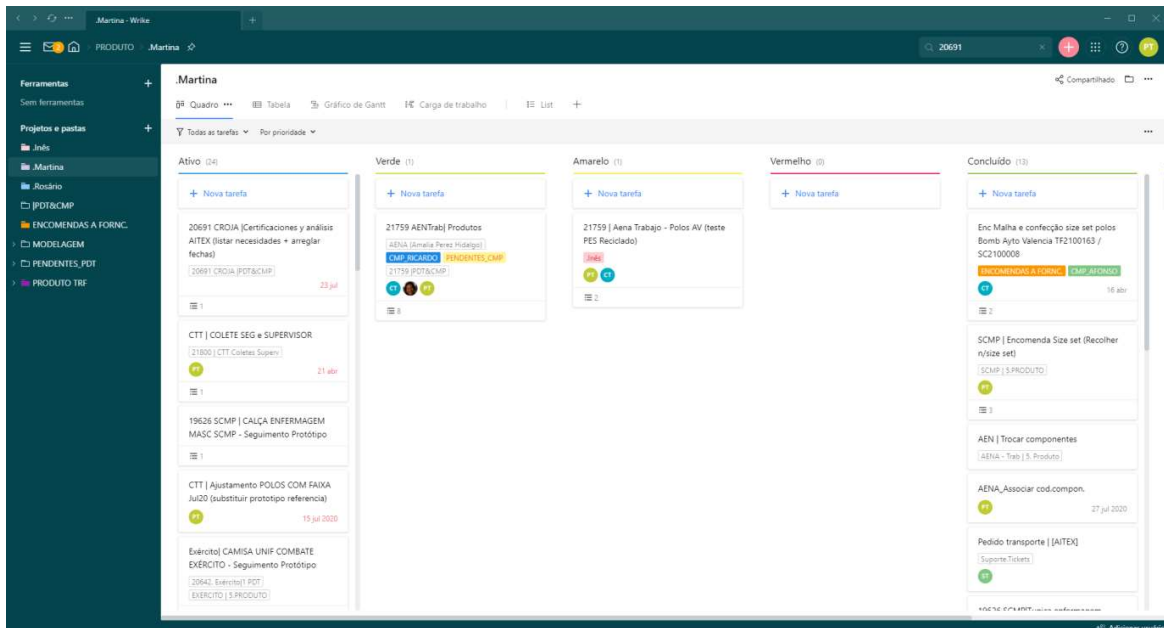 .Martina - Wrike
PRODUTO
.Martina
20691
PT
Ferramentas
Sem ferramentas
Projetos e pastas
.Inês
.Martina
.Rosário
|PDT&CMP
ENCOMENDAS A FORNC.
MODELAGEM
PENDENTES_PDT
PRODUTO TRF
.Martina
Compartilhado
Quadro
Tabela
Gráfico de Gantt
Carga de trabalho
List
Todas as tarefas
Por prioridade
Ativo (24)
+ Nova tarefa
20691 CROJA |Certificaciones y análisis
AITEX (listar necesidades + arreglar
fechas)
20691 CROJA |PDT&CMP
23 jul
1
CTT | COLETE SEG e SUPERVISOR
21800 | CTT Coletes Superv
PT
21 abr
1
19626 SCMP | CALÇA ENFERMAGEM
MASC SCMP - Seguimento Protótipo
1
CTT | Ajustamento POLOS COM FAIXA
Jul20 (substituir prototipo referencia)
PT
15 jul 2020
Exército| CAMISA UNIF COMBATE
EXÉRCITO - Seguimento Protótipo
20642. Exército|1 PDT
EXERCITO | 5.PRODUTO
Verde (1)
+ Nova tarefa
21759 AENTrab| Produtos
AENA (Amelia Perez Hidalgo)
CMP_RICARDO
PENDENTES_CMP
21759 |PDT&CMP
CT
PT
8
Amarelo (1)
+ Nova tarefa
21759 | Aena Trabajo - Polos AV (teste
PES Reciclado)
.Inês
PT
CT
2
Vermelho (0)
+ Nova tarefa
Concluído (13)
+ Nova tarefa
Enc Malha e confecção size set polos
Bomb Ayto Valencia TF2100163 /
SC2100008
ENCOMENDAS A FORNC.
CMP_AFONSO
CT
16 abr
2
SCMP | Encomenda Size set (Recolher
n/size set)
SCMP | 5.PRODUTO
PT
3
AEN | Trocar componentes
AENA - Trab | 5. Produto
AENA_Associar cod.compon.
PT
27 jul 2020
Pedido transporte | [AITEX]
Suporte.Tickets
ST